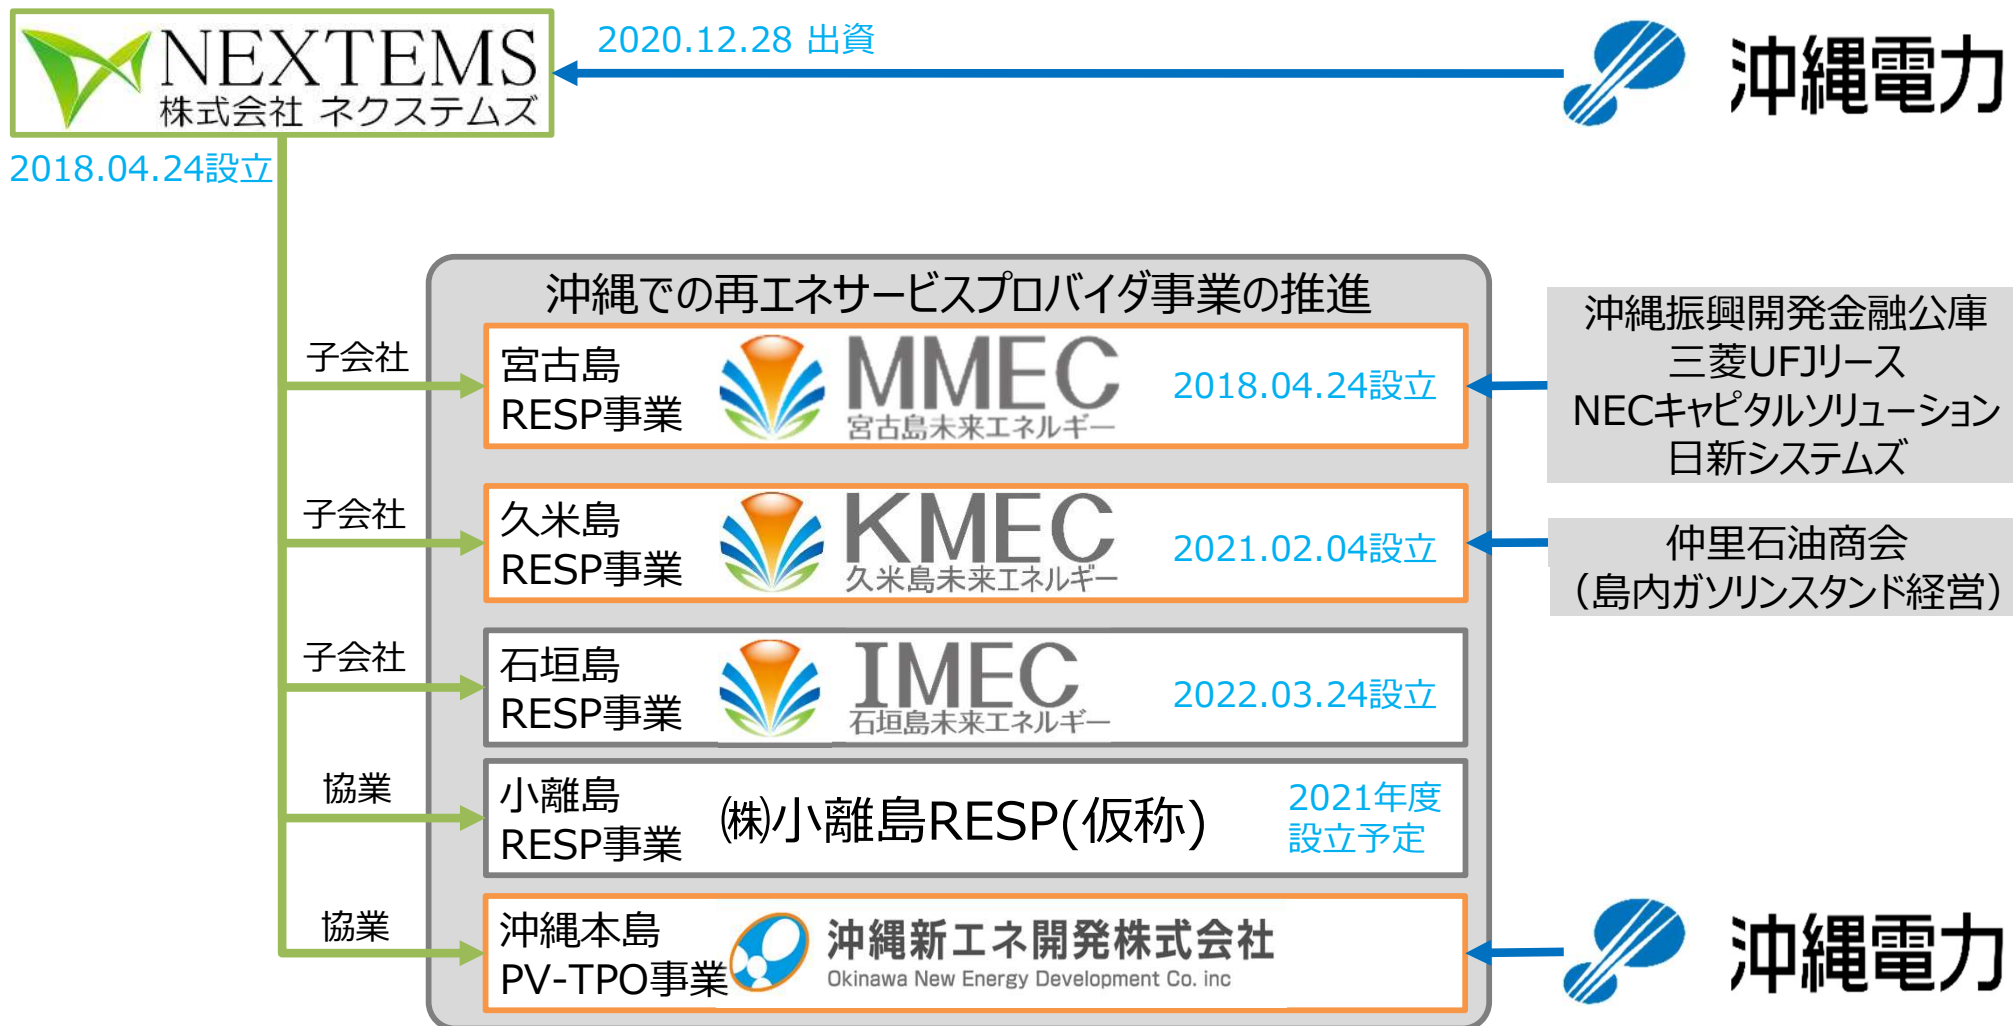 NEXTEMS
株式会社 ネクステムズ
2020.12.28 出資
沖縄電力
2018.04.24設立
沖縄での再エネサービスプロバイダ事業の推進
子会社
宮古島
RESP事業
MMEC
宮古島未来エネルギー
2018.04.24設立
沖縄振興開発金融公庫
三菱UFJリース
NECキャピタルソリューション
日新システムズ
子会社
久米島
RESP事業
KMEC
久米島未来エネルギー
2021.02.04設立
仲里石油商会
（島内ガソリンスタンド経営）
子会社
石垣島
RESP事業
IMEC
石垣島未来エネルギー
2022.03.24設立
協業
小離島
RESP事業
㈱小離島RESP(仮称)
2021年度
設立予定
協業
沖縄本島
PV-TPO事業
沖縄新エネ開発株式会社
Okinawa New Energy Development Co. inc
沖縄電力